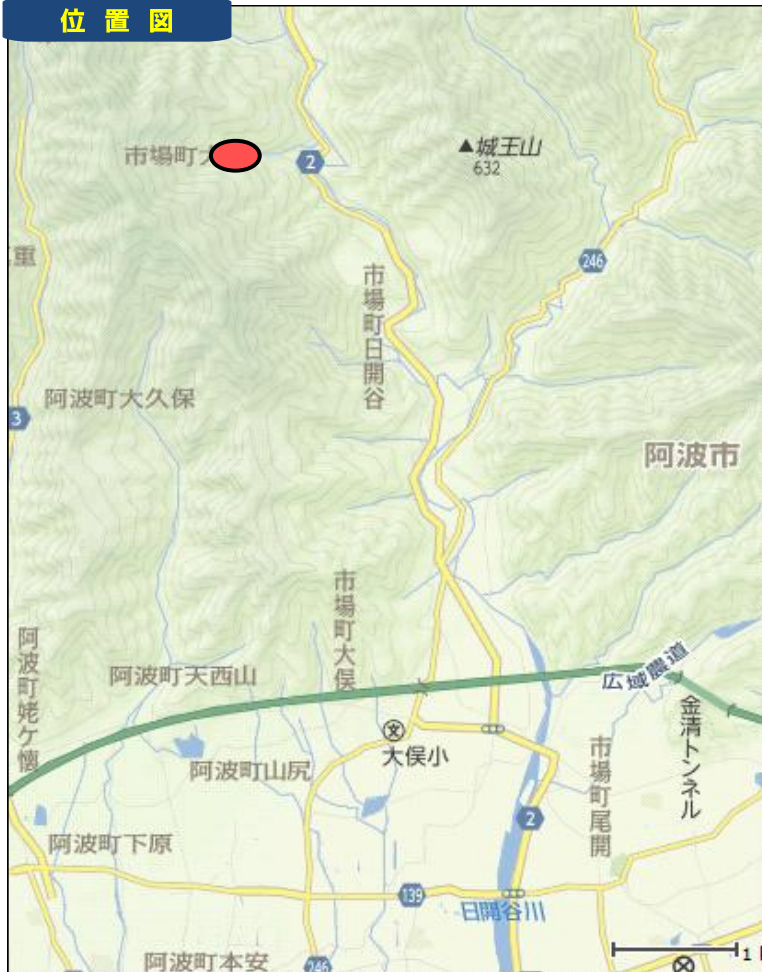 位置図
市場町大
2
▲城王山
632
246
重
市場町日開谷
阿波町大久保
3
阿波市
市場町大俣
阿波町姥ケ懐
阿波町天西山
広域農道
金清トンネル
文
大俣小
阿波町山尻
市場町尾開
2
阿波町下原
139
日開谷川
阿波町本安
246
1